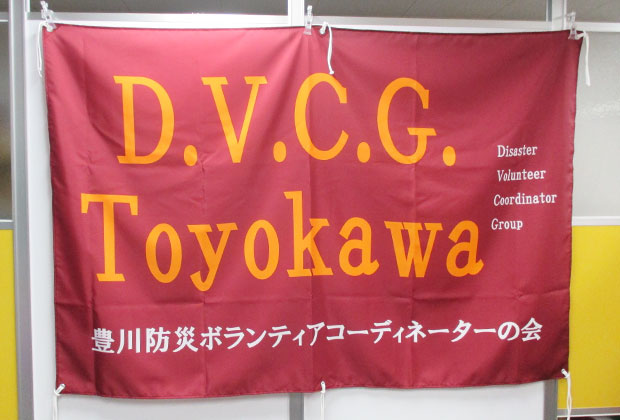 D.V.C.G.
Toyokawa
Disaster
Volunteer
Coordinator
Group
豊川防災ボランティアコーディネーターの会